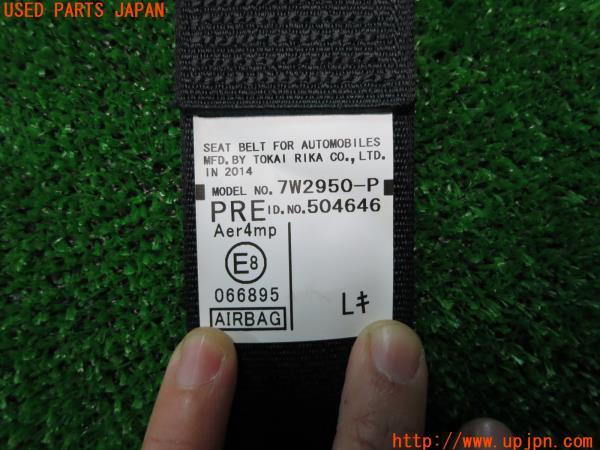 USED PARTS JAPAN
SEAT BELT FOR AUTOMOBILES
MFD. BY TOKAI RIKA CO., LTD.
IN 2014
MODEL NO. 7W2950-P
PRE ID. NO. 504646
Aer4mp
E8
066895
AIRBAG
Lキ
http://www.upjpn.com/